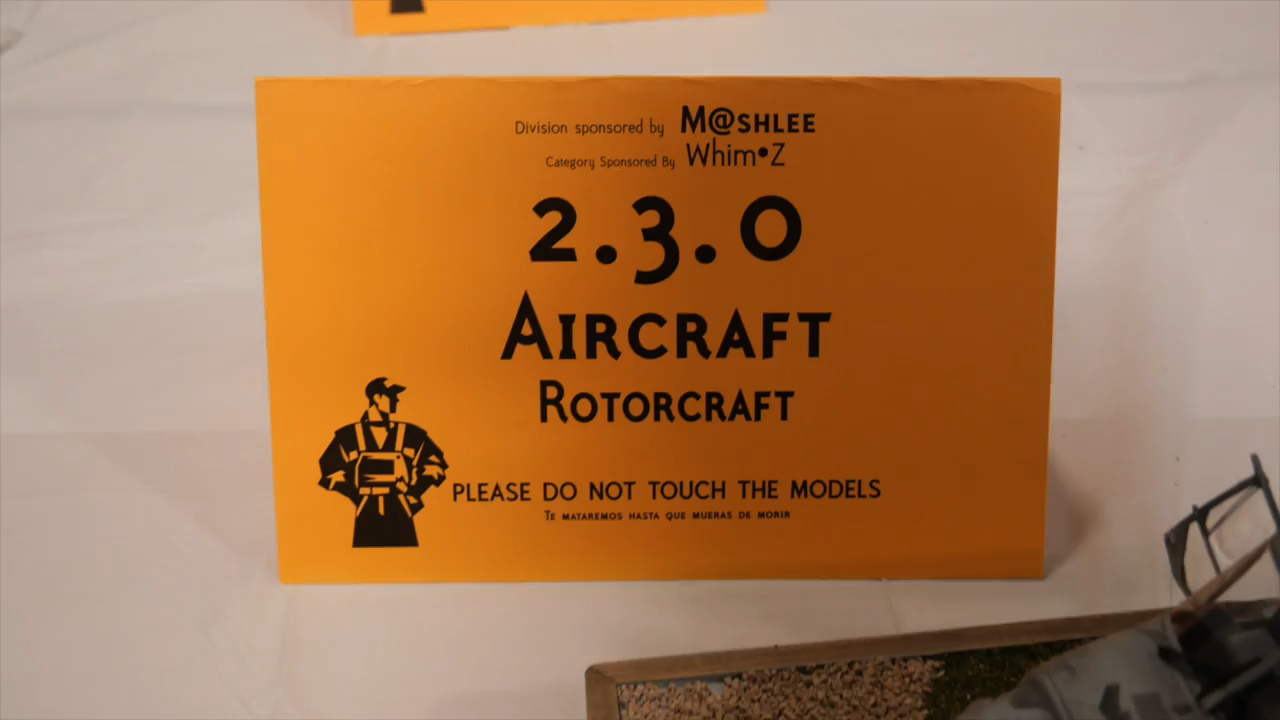 Division sponsored by M@SHLEE
Category Sponsored By Whim•Z
2.3.0
AIRCRAFT
ROTORCRAFT
PLEASE DO NOT TOUCH THE MODELS
TE MATAREMOS HASTA QUE MUERAS DE MORIR